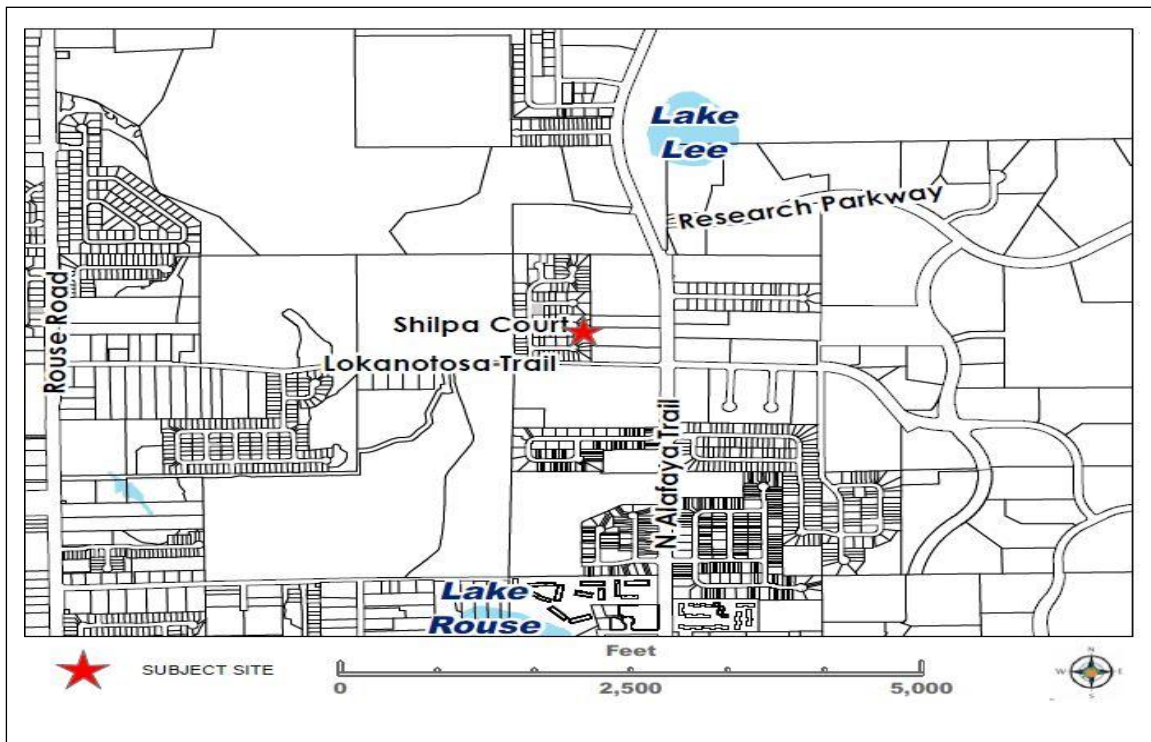 Lake
Lee
Research Parkway
Rouse Road
Shilpa Court
Lokanotosa Trail
N Alafaya Trail
Lake
Rouse
Feet
SUBJECT SITE
0
2,500
5,000
N
W
E
S